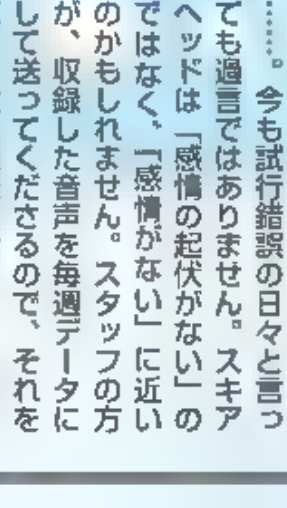 ……。今も試行錯誤の日々と言っ
ても過言ではありません。スキア
ヘッドは「感情の起伏がない」の
ではなく、「感情がない」に近い
のかもしれません。スタッフの方
が、収録した音声を毎週データに
して送ってくださるので、それを